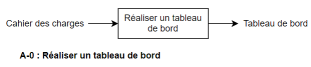 Cahier des charges
Réaliser un tableau
de bord
Tableau de bord
A-0 : Réaliser un tableau de bord